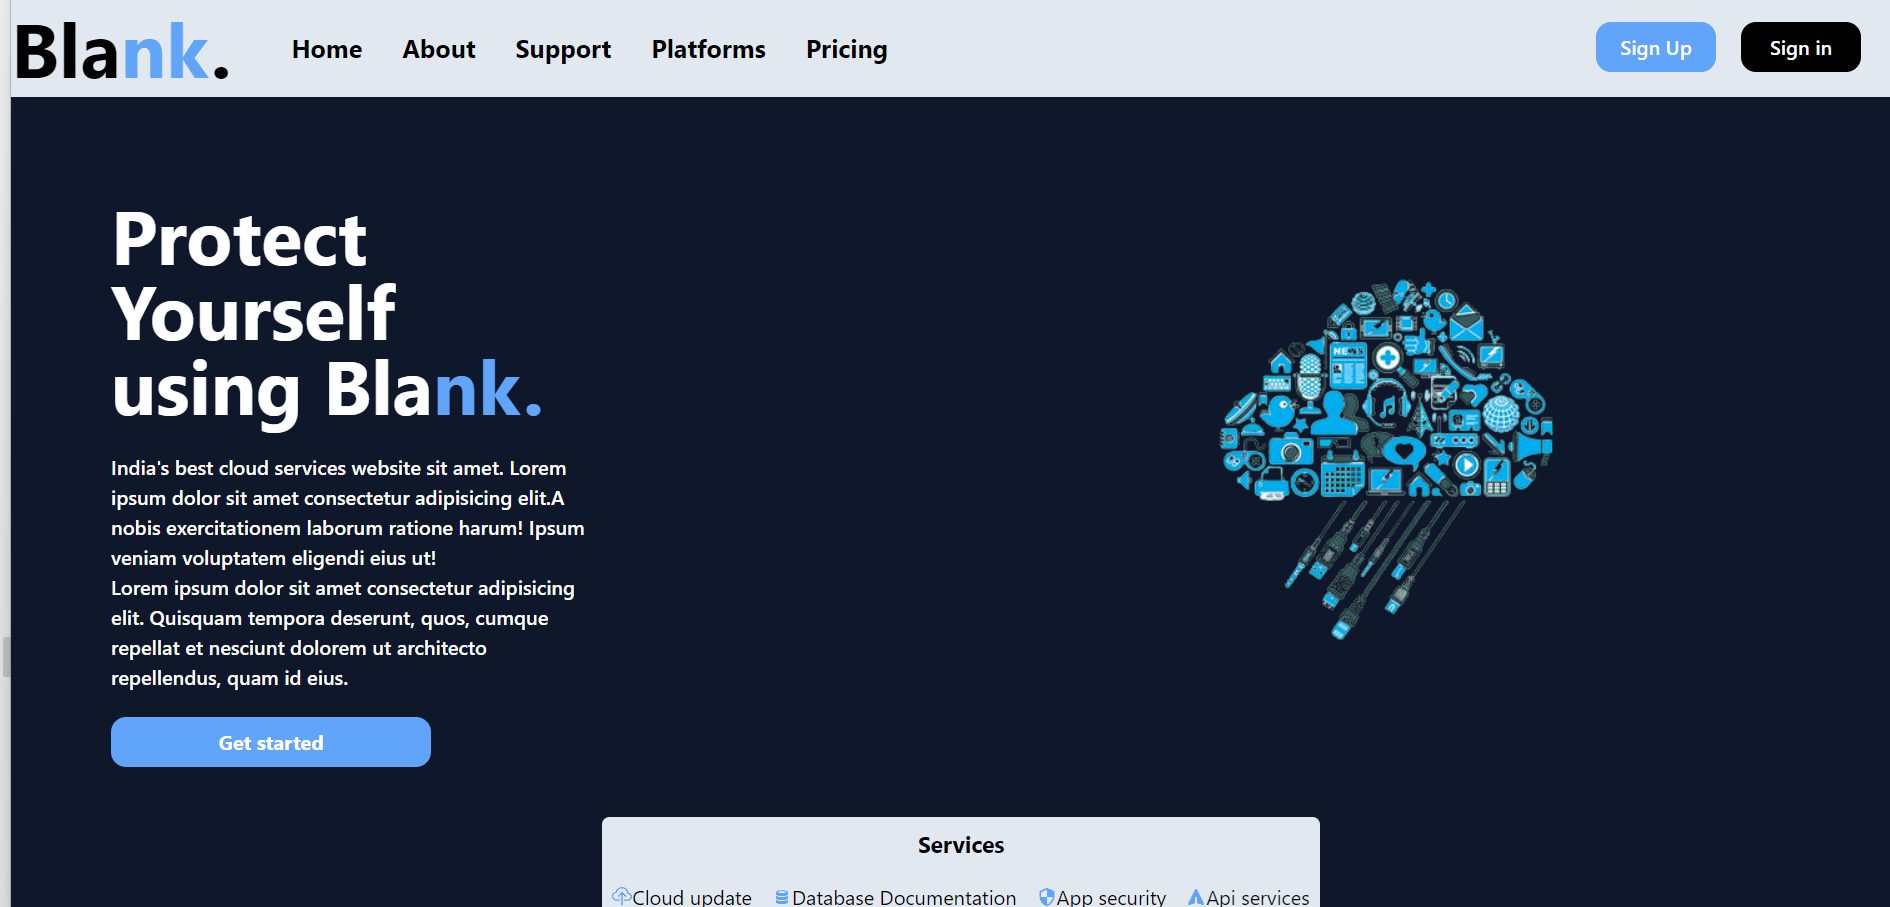 Blank.
Home About Support Platforms Pricing
Sign Up Sign in
Protect
Yourself
using Blank.
India's best cloud services website sit amet. Lorem
ipsum dolor sit amet consectetur adipisicing elit.A
nobis exercitationem laborum ratione harum! Ipsum
veniam voluptatem eligendi eius ut!
Lorem ipsum dolor sit amet consectetur adipisicing
elit. Quisquam tempora deserunt, quos, cumque
repellat et nesciunt dolorem ut architecto
repellendus, quam id eius.
Get started
NEWS
Services
Cloud update Database Documentation App security Api services